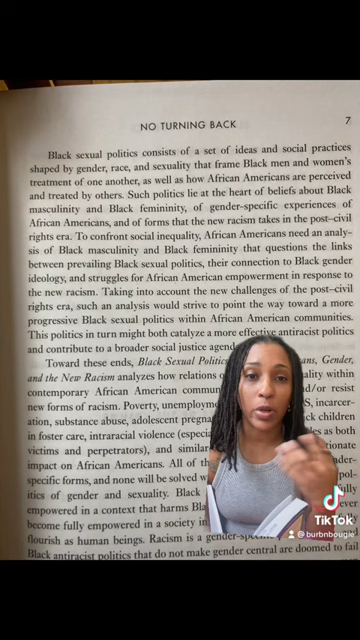 NO TURNING BACK 7
Black sexual politics consists of a set of ideas and social practices
shaped by gender, race, and sexuality that frame Black men and women's
treatment of one another, as well as how African Americans are perceived
and treated by others. Such politics lie at the heart of beliefs about Black
masculinity and Black femininity, of gender-specific experiences of
African Americans, and of forms that the new racism takes in the post–civil
rights era. To confront social inequality, African Americans need an analy-
sis of Black masculinity and Black femininity that questions the links
between prevailing Black sexual politics, their connection to Black gender
ideology, and struggles for African American empowerment in response to
the new racism. Taking into account the new challenges of the post–civil
rights era, such an analysis would strive to point the way toward a more
progressive Black sexual politics within African American communities.
This politics in turn might both catalyze a more effective antiracist politics
and contribute to a broader social justice agenda
Toward these ends, Black Sexual Politics ans, Gender,
and the New Racism analyzes how relations o ality within
contemporary African American commun d/or resist
new forms of racism. Poverty, unemployme S, incarcer-
ation, substance abuse, adolescent pregna ck children
in foster care, intraracial violence (especia les as both
victims and perpetrators), and similar tionate
impact on African Americans. All of th nder-
specific forms, and none will be solved w pol-
itics of gender and sexuality. Black fully
empowered in a context that harms Bla ever
become fully empowered in a society in fully
flourish as human beings. Racism is a gender-spe
Black antiracist politics that do not make gender central are doomed to fail
TikTok
@burbnbougie